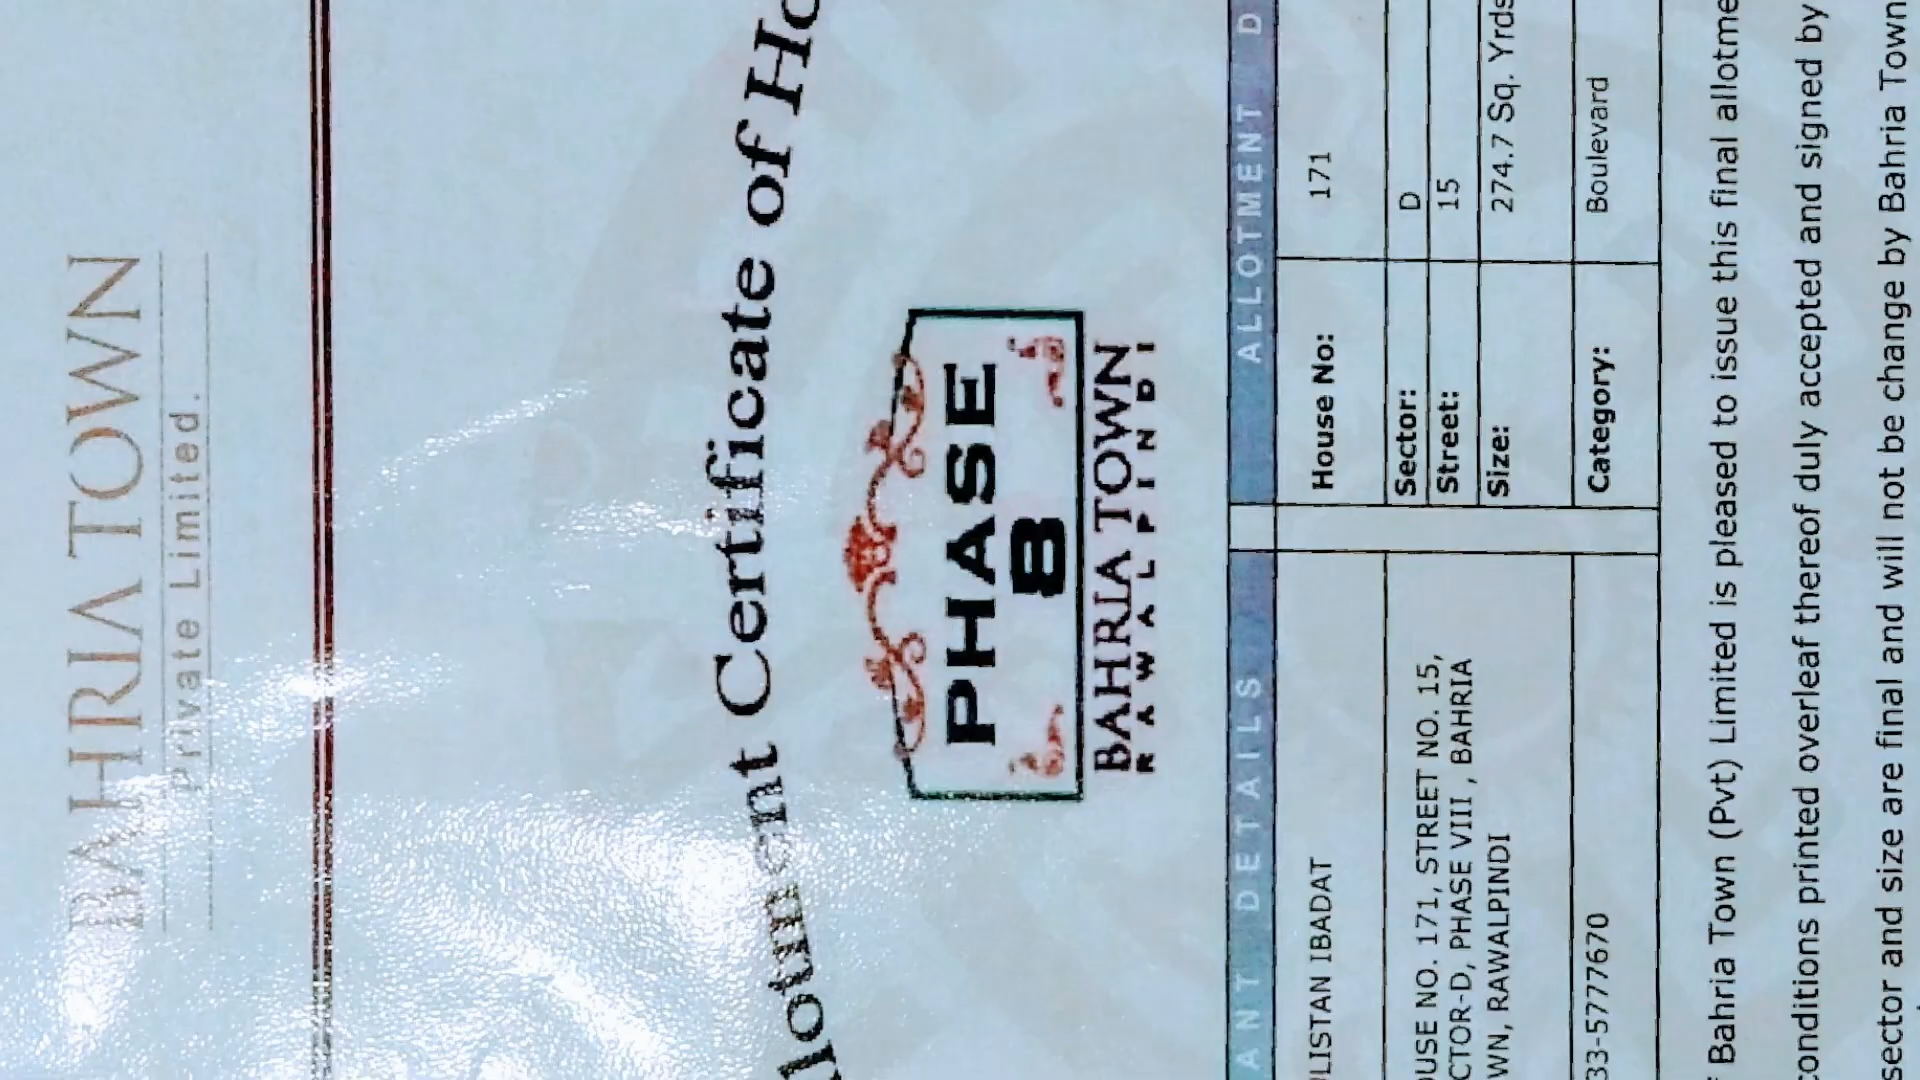 BAHRIA TOWN
Private Limited.
lotment Certificate of Ho
PHASE
8
BAHRIA TOWN
RAWALPINDI
ANT DETAILS
ALLOTMENT D
LISTAN IBADAT
House No: 171
OUSE NO. 171, STREET NO. 15,
CTOR-D, PHASE VIII , BAHRIA
WN, RAWALPINDI
Sector: D
Street: 15
Size: 274.7 Sq. Yrds
33-5777670
Category: Boulevard
f Bahria Town (Pvt) Limited is pleased to issue this final allotme
conditions printed overleaf thereof duly accepted and signed by
sector and size are final and will not be change by Bahria Town